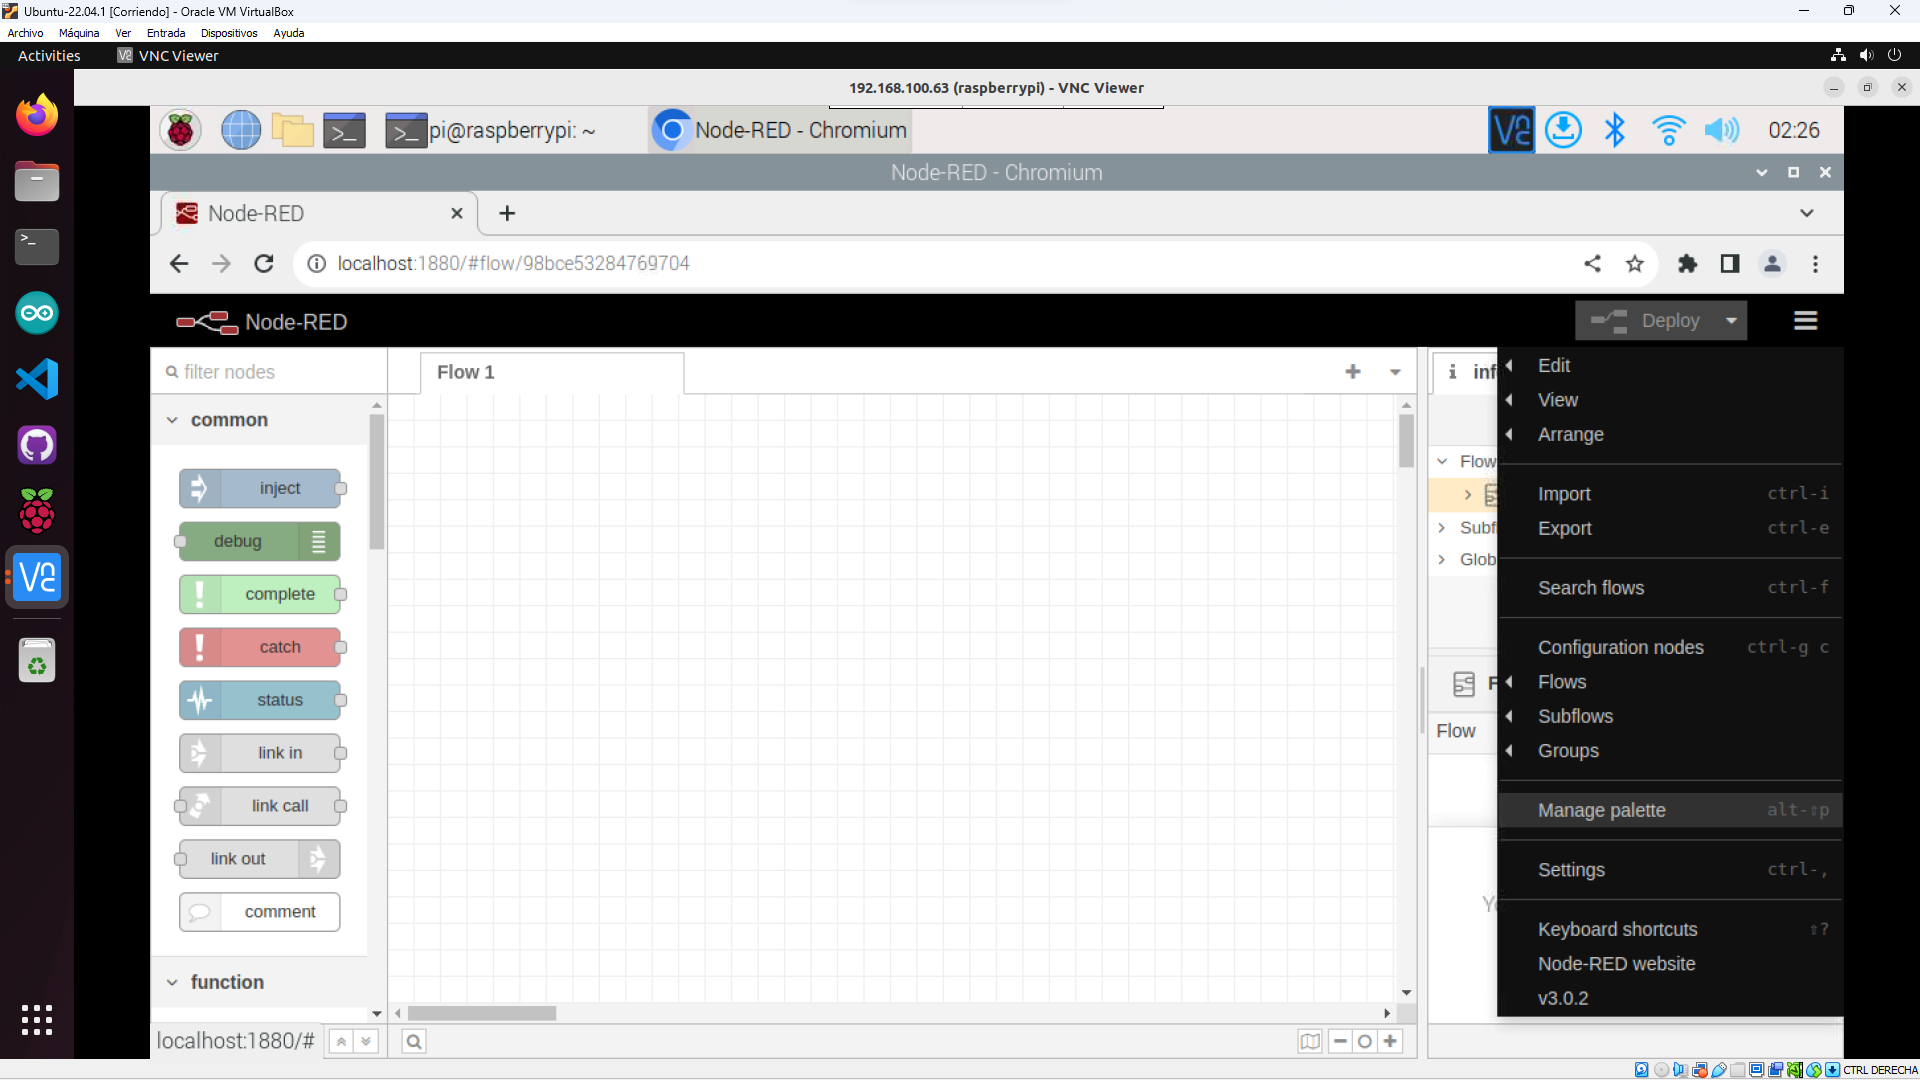 Ubuntu-22.04.1 [Corriendo] - Oracle VM VirtualBox
Archivo Máquina Ver Entrada Dispositivos Ayuda
Activities VNC Viewer
192.168.100.63 (raspberrypi) - VNC Viewer
pi@raspberrypi: ~ Node-RED - Chromium 02:26
Node-RED - Chromium
Node-RED
localhost:1880/#flow/98bce53284769704
Node-RED Deploy
filter nodes
Flow 1
inf
common
inject
debug
complete
catch
status
link in
link call
link out
comment
function
localhost:1880/#
Flow
Subf
Glob
F
Flow
Yo
Edit
View
Arrange
Import ctrl-i
Export ctrl-e
Search flows ctrl-f
Configuration nodes ctrl-g c
Flows
Subflows
Groups
Manage palette alt-⇧p
Settings ctrl-,
Keyboard shortcuts ⇧?
Node-RED website
v3.0.2
CTRL DERECHA